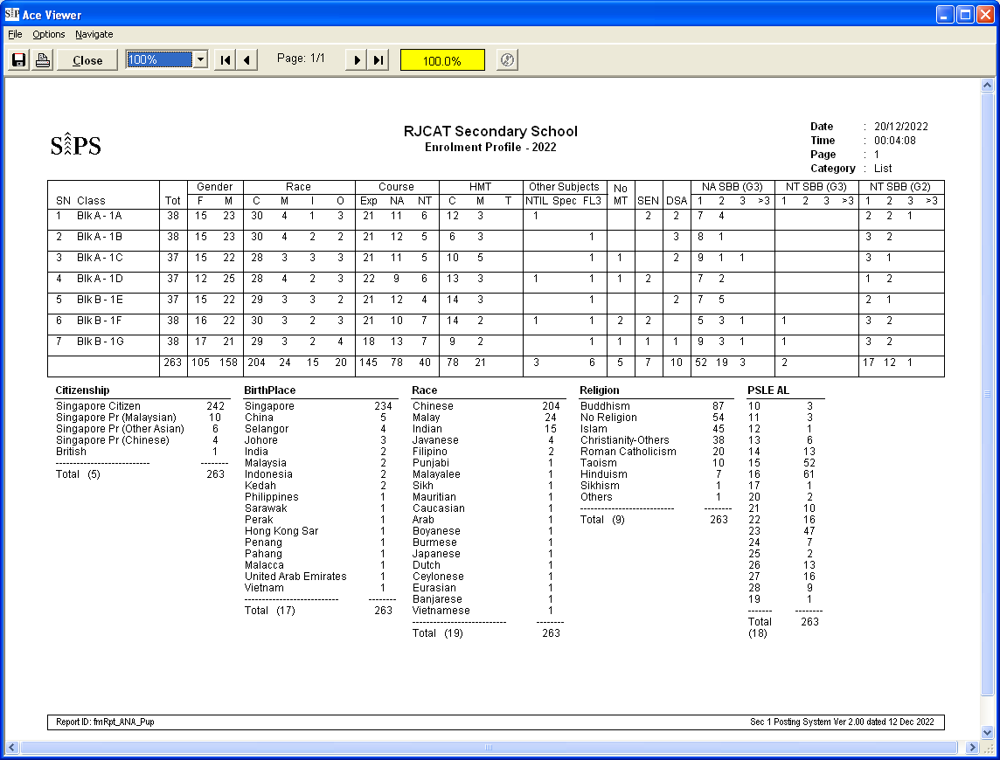 SPS Ace Viewer
File Options Navigate
Close 100% Page: 1/1 100.0%
SPS
RJCAT Secondary School
Enrolment Profile - 2022
Date : 20/12/2022
Time : 00:04:08
Page : 1
Category : List
Gender Race Course HMT Other Subjects No NA SBB (G3) NT SBB (G3) NT SBB (G2)
SN Class Tot F M C M I O Exp NA NT C M T NTIL Spec FL3 MT SEN DSA 1 2 3 >3 1 2 3 >3 1 2 3 >3
1 Blk A - 1A 38 15 23 30 4 1 3 21 11 6 12 3 1 2 2 7 4 2 2 1
2 Blk A - 1B 38 15 23 30 4 2 2 21 12 5 6 3 1 3 8 1 3 2
3 Blk A - 1C 37 15 22 28 3 3 3 21 11 5 10 5 1 1 2 9 1 1 3 1
4 Blk A - 1D 37 12 25 28 4 2 3 22 9 6 13 3 1 1 1 2 7 2 1 2
5 Blk B - 1E 37 15 22 29 3 3 2 21 12 4 14 3 2 7 5 2 1
6 Blk B - 1F 38 16 22 30 3 2 3 21 10 7 14 2 1 1 2 2 5 3 1 1 3 2
7 Blk B - 1G 38 17 21 29 3 2 4 18 13 7 9 2 1 1 1 1 9 3 1 1 3 2
263 105 158 204 24 15 20 145 78 40 78 21 3 6 5 7 10 52 19 3 2 17 12 1
Citizenship
Singapore Citizen 242
Singapore Pr (Malaysian) 10
Singapore Pr (Other Asian) 6
Singapore Pr (Chinese) 4
British 1
Total (5) 263
BirthPlace
Singapore 234
China 5
Selangor 4
Johore 3
India 2
Malaysia 2
Indonesia 2
Kedah 2
Philippines 1
Sarawak 1
Perak 1
Hong Kong Sar 1
Penang 1
Pahang 1
Malacca 1
United Arab Emirates 1
Vietnam 1
Total (17) 263
Race
Chinese 204
Malay 24
Indian 15
Javanese 4
Filipino 2
Punjabi 1
Malayalee 1
Sikh 1
Mauritian 1
Caucasian 1
Arab 1
Boyanese 1
Burmese 1
Japanese 1
Dutch 1
Ceylonese 1
Eurasian 1
Banjarese 1
Vietnamese 1
Total (19) 263
Religion
Buddhism 87
No Religion 54
Islam 45
Christianity-Others 38
Roman Catholicism 20
Taoism 10
Hinduism 7
Sikhism 1
Others 1
Total (9) 263
PSLE AL
10 3
11 3
12 1
13 6
14 13
15 52
16 61
17 1
20 2
21 10
22 16
23 47
24 7
25 2
26 13
27 16
28 9
19 1
Total 263
(18)
Report ID: fmRpt_ANA_Pup Sec 1 Posting System Ver 2.00 dated 12 Dec 2022